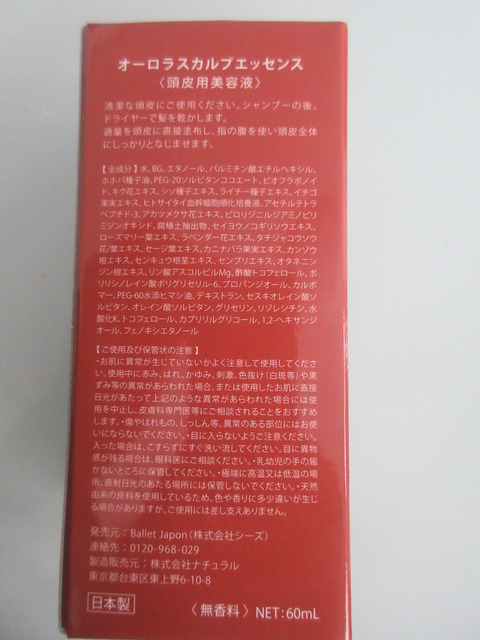 オーロラスカルプエッセンス
〈頭皮用美容液〉
清潔な頭皮にご使用ください。シャンプーの後、
ドライヤーで髪を乾かします。
適量を頭皮に直接塗布し、指の腹を使い頭皮全体
にしっかりとなじませます。
【全成分】水、BG、エタノール、パルミチン酸エチルヘキシル、
ホホバ種子油、PEG-20ソルビタンココエート、ビオフラボノイ
ド、キク花エキス、シソ種子エキス、ライチー種子エキス、イチゴ
果実エキス、ヒトサイタイ血幹細胞順化培養液、アセチルテトラ
ペプチド-3、アカツメクサ花エキス、ピロリジニルジアミノピリ
ミジンオキシド、腐植土抽出物、セイヨウノコギリソウエキス、
ローズマリー葉エキス、ラベンダー花エキス、タチジャコウソウ
花/葉エキス、セージ葉エキス、カニナバラ果実エキス、カンゾウ
根エキス、センキュウ根茎エキス、センブリエキス、オタネニン
ジン根エキス、リン酸アスコルビルMg、酢酸トコフェロール、ポ
リリシノレイン酸ポリグリセリル-6、プロパンジオール、カルボ
マー、PEG-60水添ヒマシ油、デキストラン、セスキオレイン酸ソ
ルビタン、オレイン酸ソルビタン、グリセリン、リゾレシチン、水
酸化K、トコフェロール、カプリリルグリコール、1,2-ヘキサンジ
オール、フェノキシエタノール
【ご使用及び保管状の注意】
・お肌に異常が生じていないかよく注意して使用してくださ
い。使用中に赤み、はれ、かゆみ、刺激、色抜け(白斑等)や黒
ずみ等の異常があらわれた場合、または使用したお肌に直接
日光があたって上記のような異常があらわれた場合には使
用を中止し、皮膚科専門医等にご相談されることをおすすめ
します。・傷やはれもの、しっしん等、異常のある部位にはお使
いにならないでください。・目に入らないようご注意ください。
入った場合は、こすらずにすぐ洗い流してください。目に異物
感が残る場合は、眼科医にご相談ください。・乳幼児の手の届
かないところに保管してください。・極端に高温又は低温の場
所、直射日光のあたる場所には保管しないでください。・天然
由来の原料を使用しているため、色や香りに多少違いが生じ
る場合がありますが、ご使用には差し支えありません。
発売元：Ballet Japon(株式会社シーズ)
連絡先：0120-968-029
製造販売元：株式会社ナチュラル
東京都台東区東上野6-10-8
日本製 〈無香料〉 NET:60mL